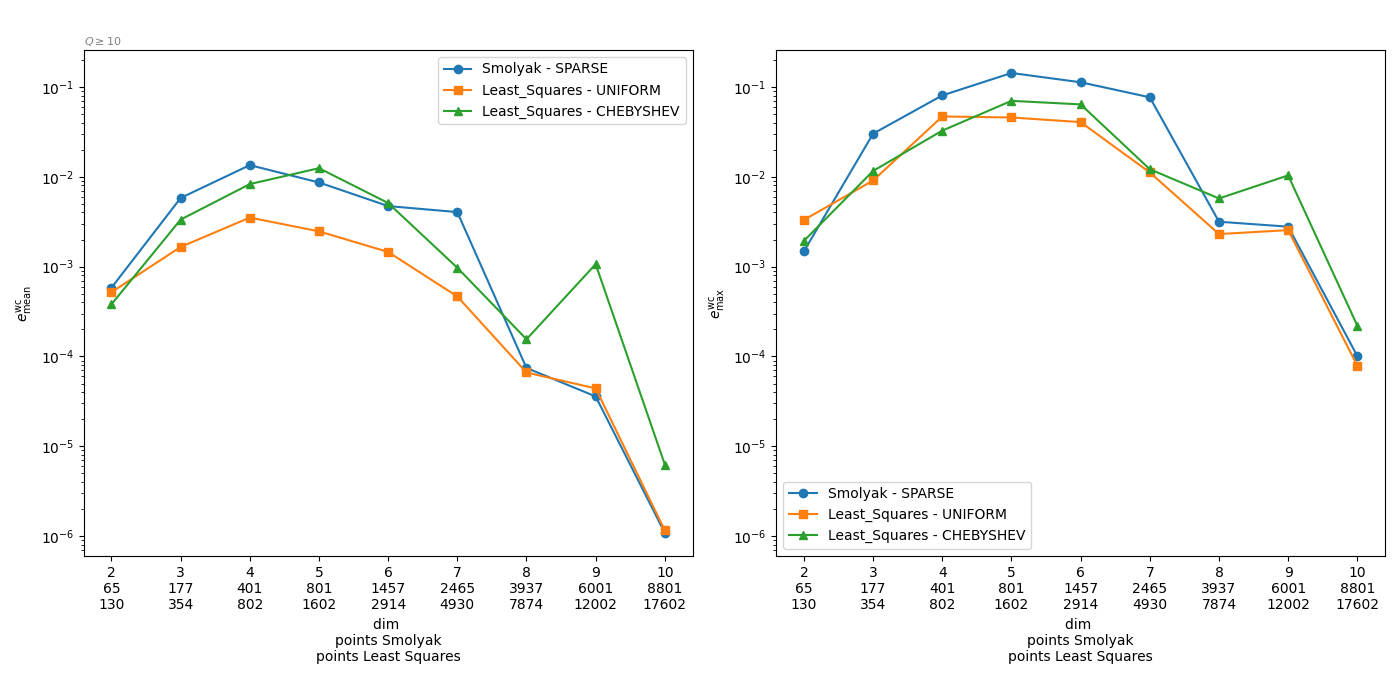 Q ≥ 10
Smolyak - SPARSE
Least_Squares - UNIFORM
Least_Squares - CHEBYSHEV
10⁻¹
10⁻²
10⁻³
10⁻⁴
10⁻⁵
10⁻⁶
e^wc_mean
2 3 4 5 6 7 8 9 10
65 177 401 801 1457 2465 3937 6001 8801
130 354 802 1602 2914 4930 7874 12002 17602
dim
points Smolyak
points Least Squares
10⁻¹
10⁻²
10⁻³
10⁻⁴
10⁻⁵
10⁻⁶
e^wc_max
Smolyak - SPARSE
Least_Squares - UNIFORM
Least_Squares - CHEBYSHEV
2 3 4 5 6 7 8 9 10
65 177 401 801 1457 2465 3937 6001 8801
130 354 802 1602 2914 4930 7874 12002 17602
dim
points Smolyak
points Least Squares